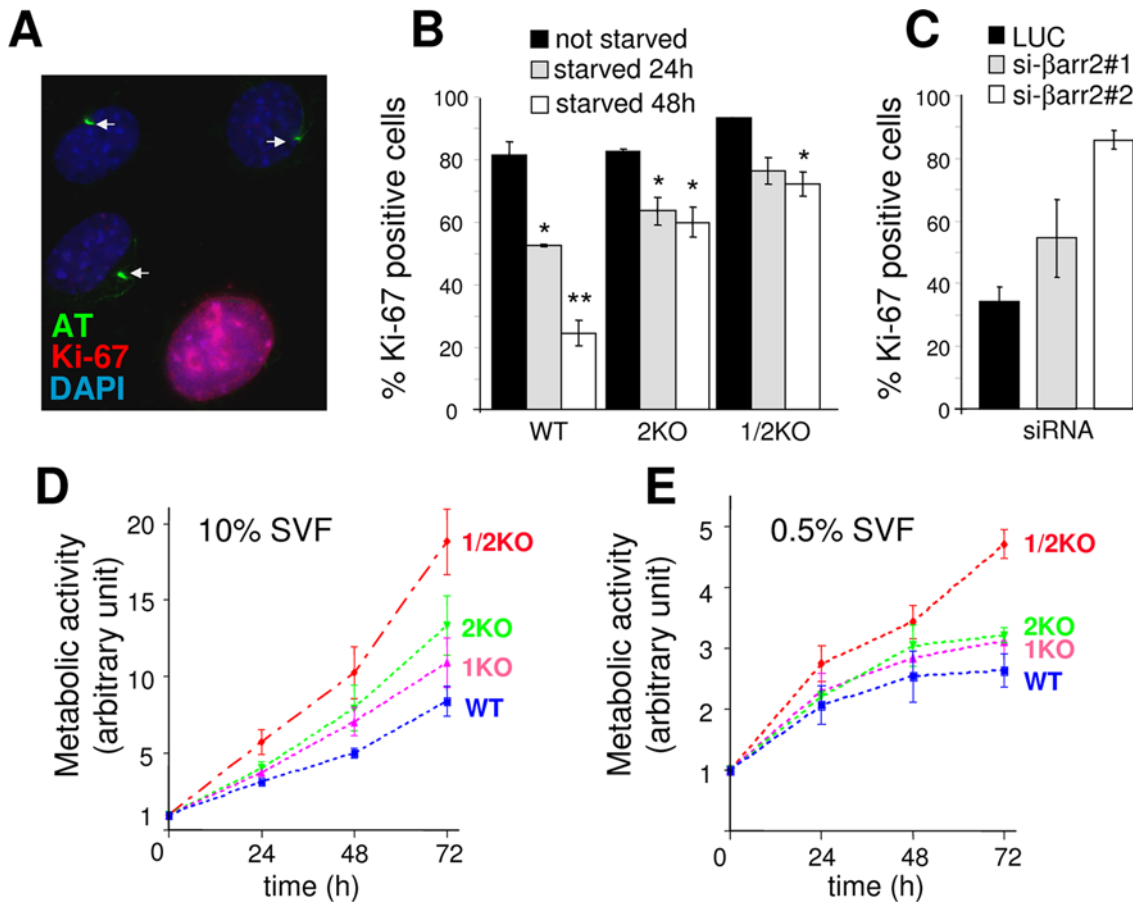 A
AT
Ki-67
DAPI
B
not starved
starved 24h
starved 48h
% Ki-67 positive cells
100
80
60
40
20
0
*
**
*
*
*
WT
2KO
1/2KO
C
LUC
si-βarr2#1
si-βarr2#2
% Ki-67 positive cells
100
80
60
40
20
0
siRNA
D
10% SVF
Metabolic activity
(arbitrary unit)
20
15
10
5
1
1/2KO
2KO
1KO
WT
0
24
48
72
time (h)
E
0.5% SVF
Metabolic activity
(arbitrary unit)
5
4
3
2
1
1/2KO
2KO
1KO
WT
0
24
48
72
time (h)